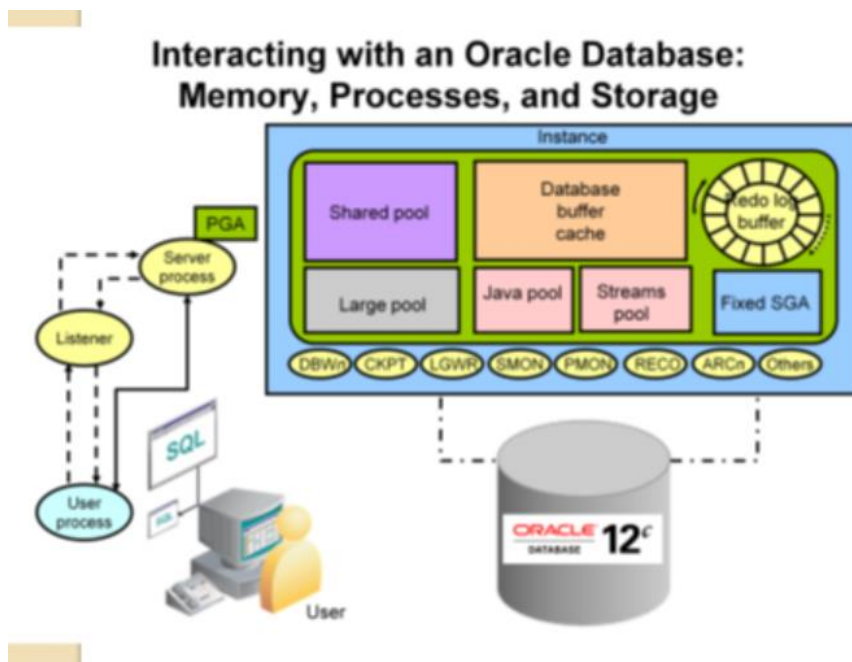 Interacting with an Oracle Database:
Memory, Processes, and Storage
Instance
Shared pool
Database
buffer
cache
Redo log
buffer
PGA
Server
process
Large pool
Java pool
Streams
pool
Fixed SGA
Listener
DBWn
CKPT
LGWR
SMON
PMON
RECO
ARCn
Others
SQL
SQL
User
process
ORACLE
DATABASE
12c
User